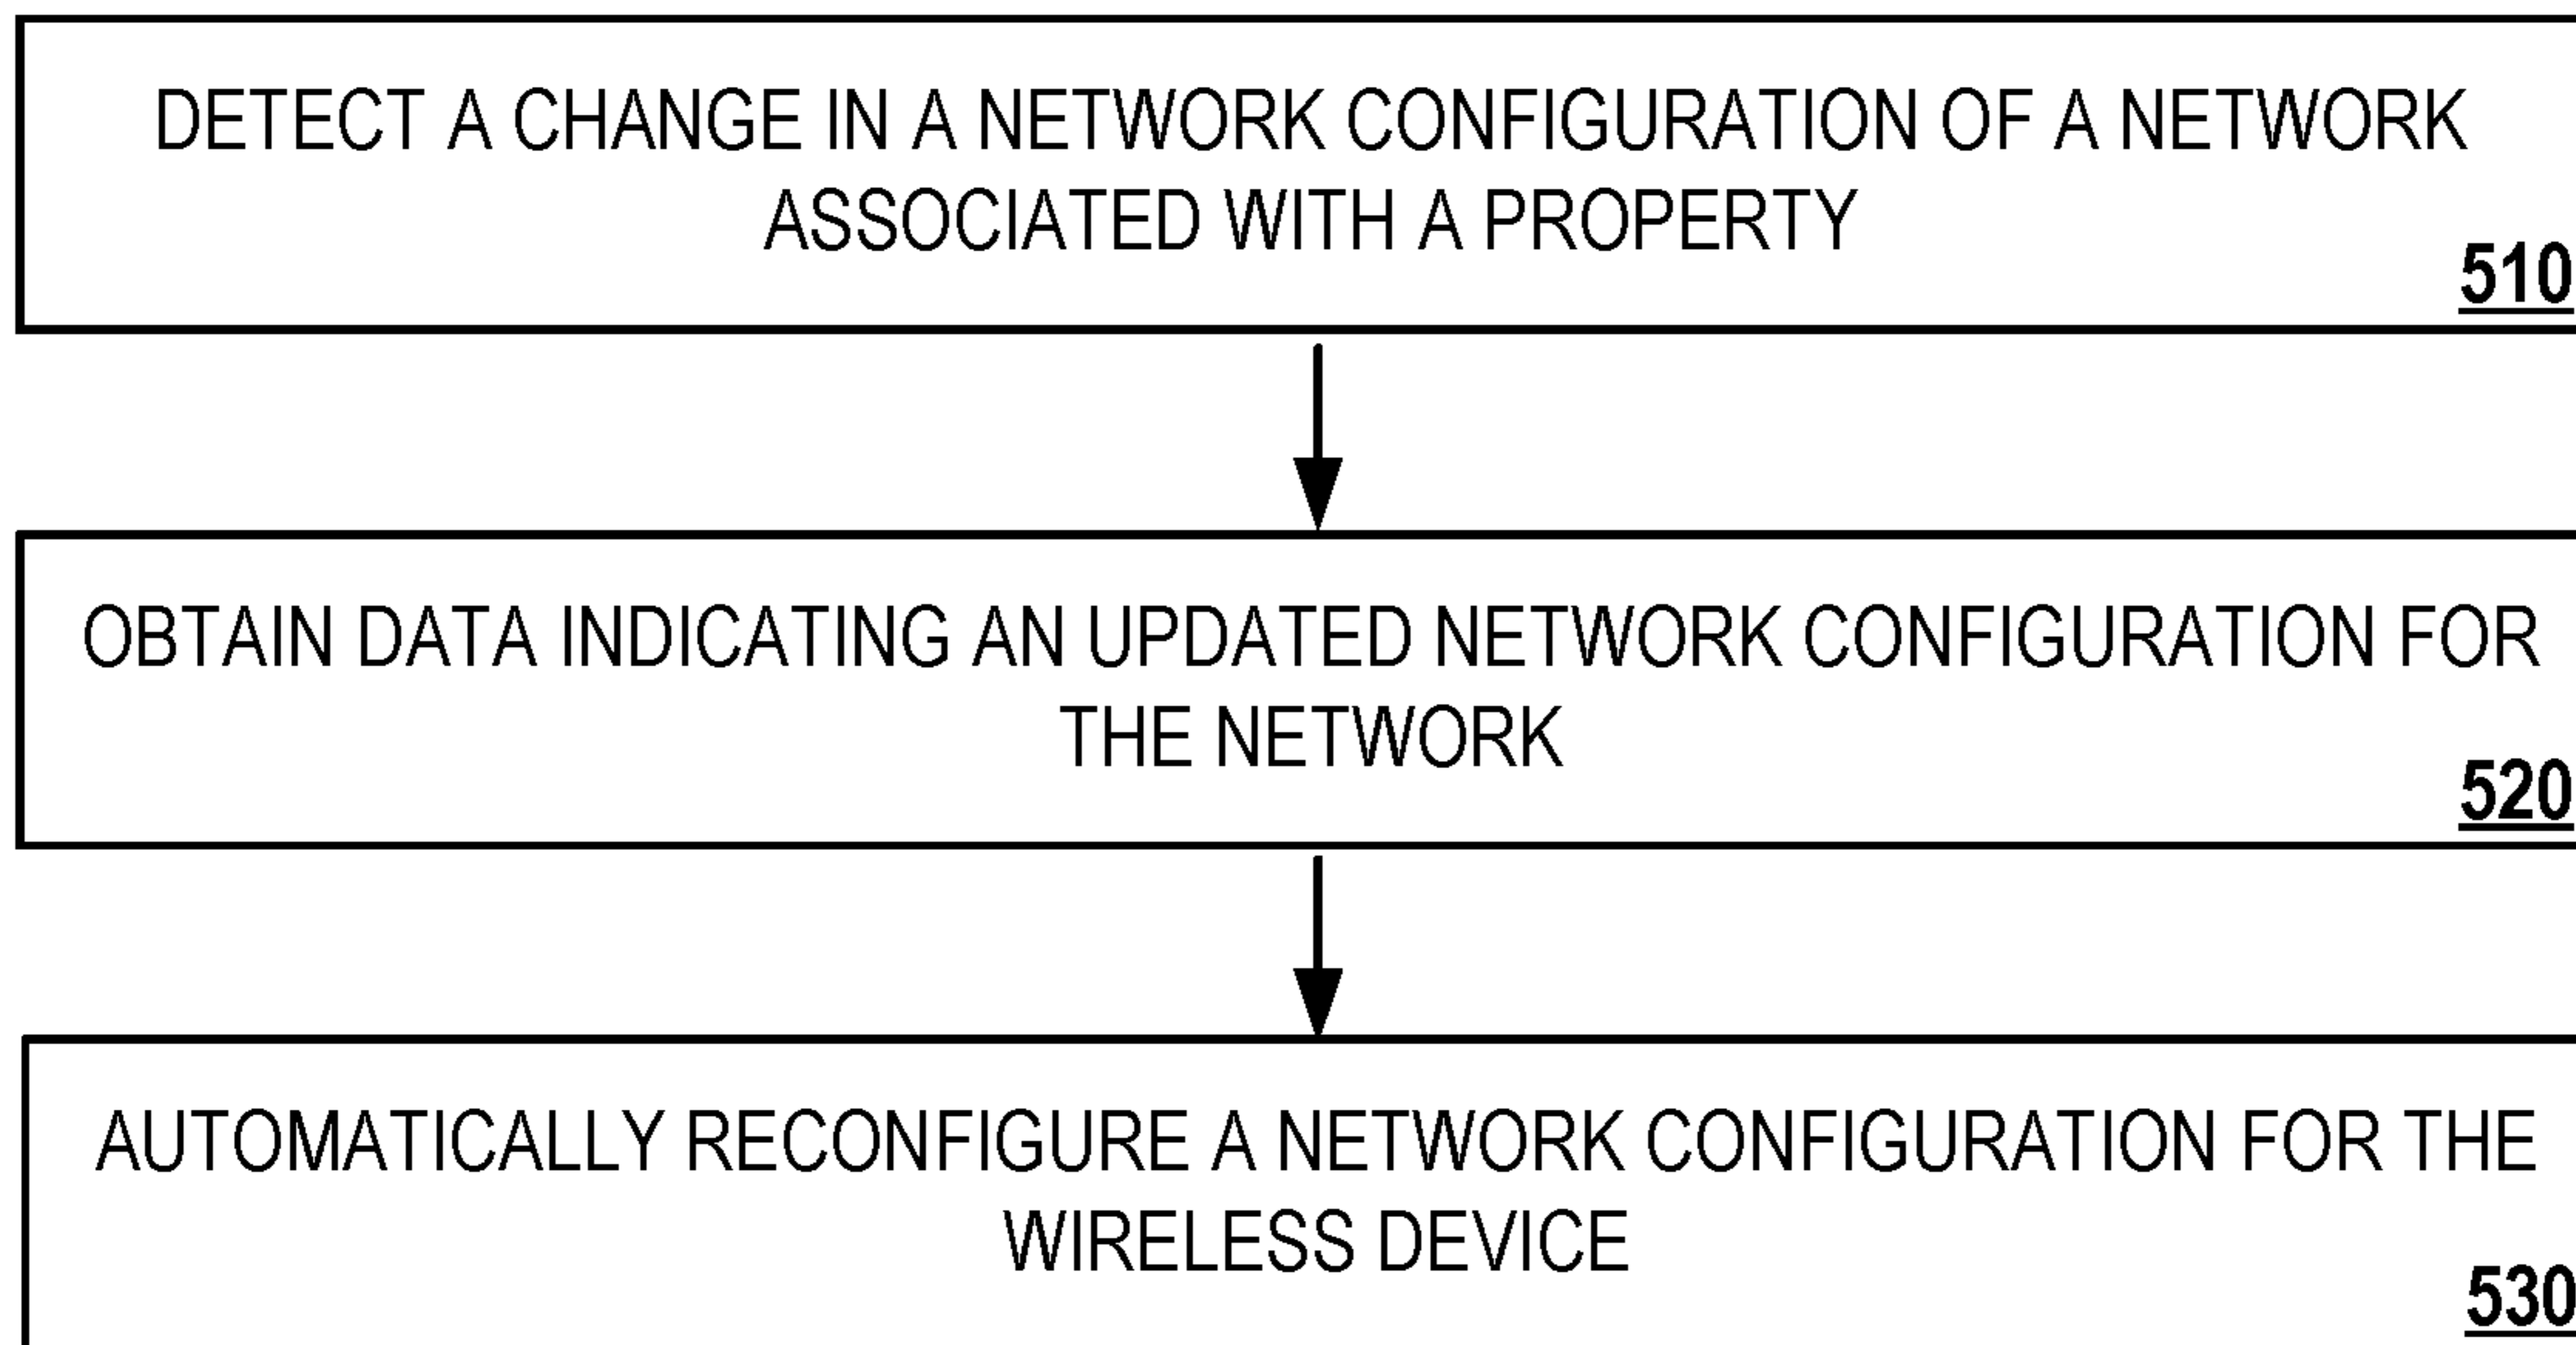 DETECT A CHANGE IN A NETWORK CONFIGURATION OF A NETWORK
ASSOCIATED WITH A PROPERTY
510
OBTAIN DATA INDICATING AN UPDATED NETWORK CONFIGURATION FOR
THE NETWORK
520
AUTOMATICALLY RECONFIGURE A NETWORK CONFIGURATION FOR THE
WIRELESS DEVICE
530